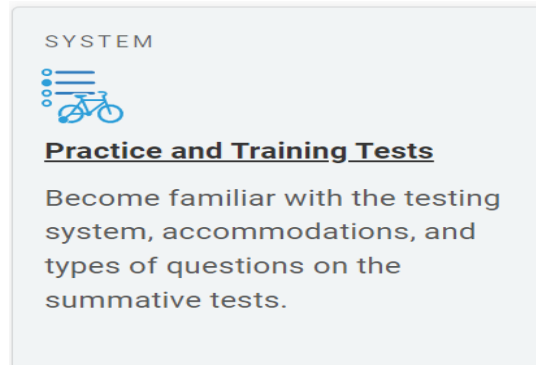 SYSTEM
Practice and Training Tests
Become familiar with the testing
system, accommodations, and
types of questions on the
summative tests.